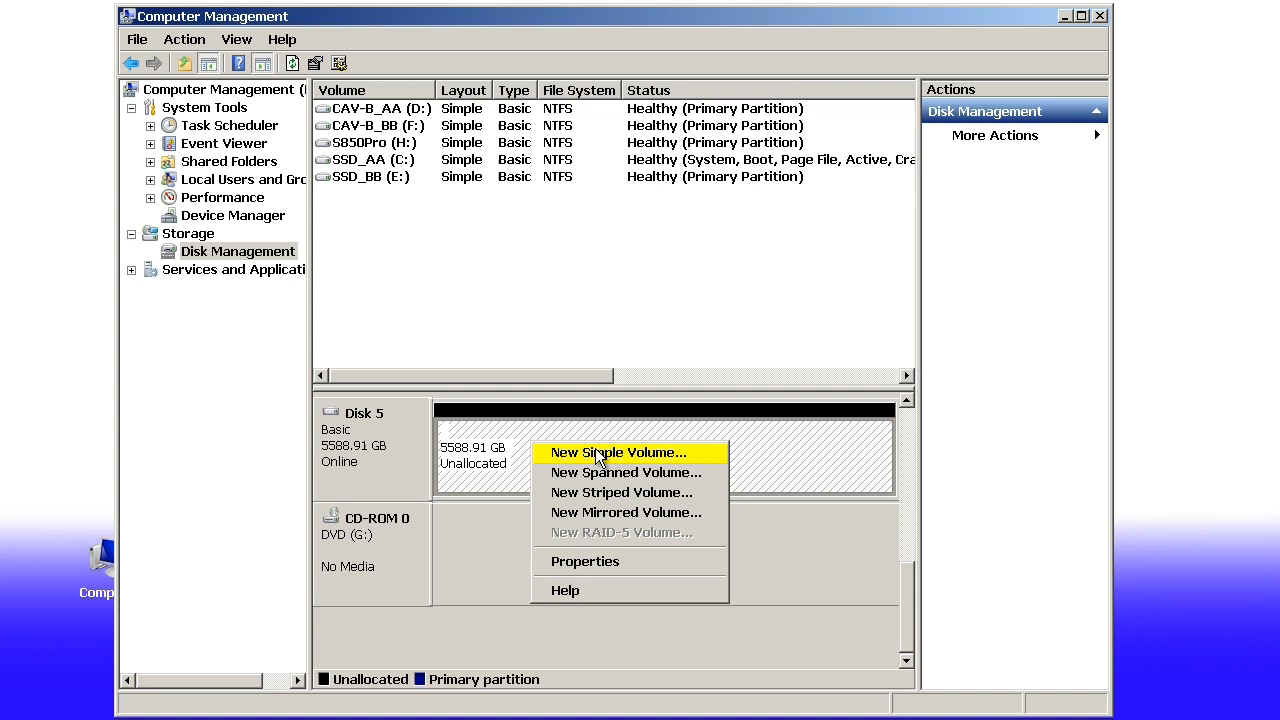 Computer Management
File Action View Help
Computer Management (
System Tools
Task Scheduler
Event Viewer
Shared Folders
Local Users and Gro
Performance
Device Manager
Storage
Disk Management
Services and Applicati
Volume Layout Type File System Status
CAV-B_AA (D:) Simple Basic NTFS Healthy (Primary Partition)
CAV-B_BB (F:) Simple Basic NTFS Healthy (Primary Partition)
S850Pro (H:) Simple Basic NTFS Healthy (Primary Partition)
SSD_AA (C:) Simple Basic NTFS Healthy (System, Boot, Page File, Active, Cra
SSD_BB (E:) Simple Basic NTFS Healthy (Primary Partition)
Actions
Disk Management
More Actions
Disk 5
Basic
5588.91 GB
Online
5588.91 GB
Unallocated
New Simple Volume...
New Spanned Volume...
New Striped Volume...
New Mirrored Volume...
New RAID-5 Volume...
Properties
Help
CD-ROM 0
DVD (G:)
No Media
Unallocated Primary partition
Comp